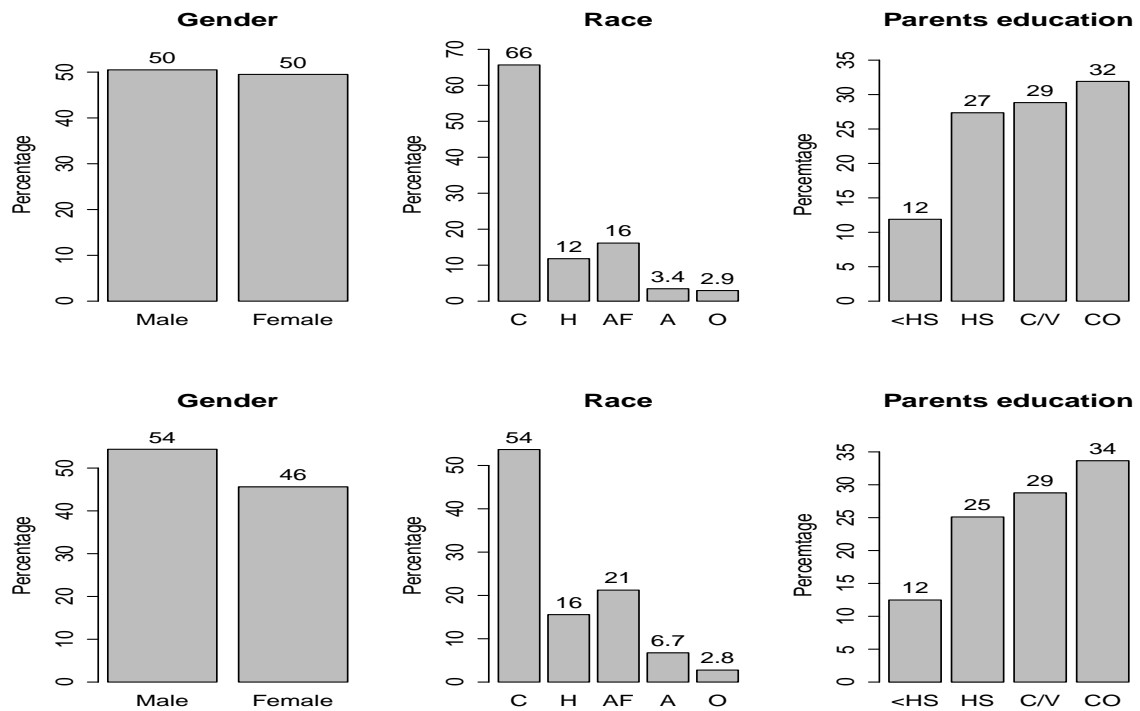 Gender
Percentage
0 10 20 30 40 50
50 50
Male Female
Race
Percentage
0 10 20 30 40 50 60 70
66 12 16 3.4 2.9
C H AF A O
Parents education
Percemtage
0 5 10 15 20 25 30 35
12 27 29 32
<HS HS C/V CO
Gender
Percentage
0 10 20 30 40 50
54 46
Male Female
Race
Percentage
0 10 20 30 40 50
54 16 21 6.7 2.8
C H AF A O
Parents education
Percemtage
0 5 10 15 20 25 30 35
12 25 29 34
<HS HS C/V CO